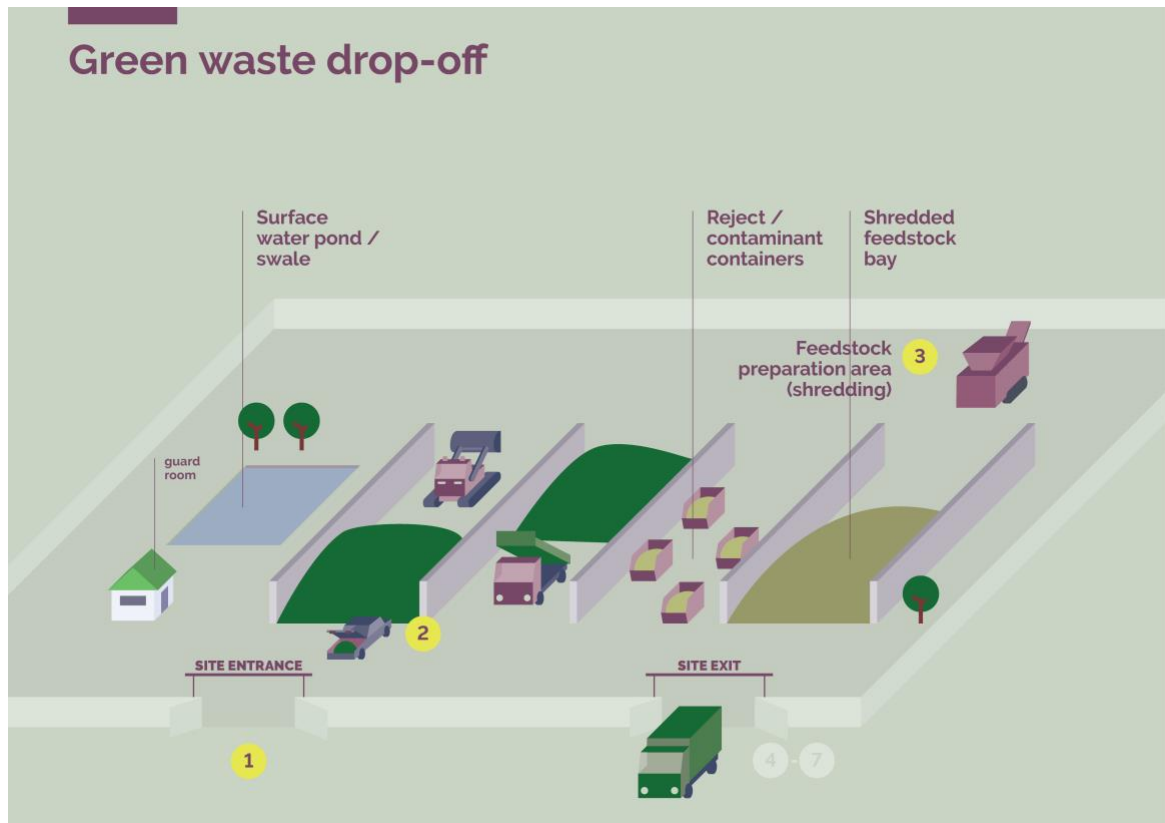 Green waste drop-off
Surface
water pond /
swale
Reject /
contaminant
containers
Shredded
feedstock
bay
Feedstock
preparation area
(shredding)
3
guard
room
2
SITE ENTRANCE
SITE EXIT
1
4 - 7